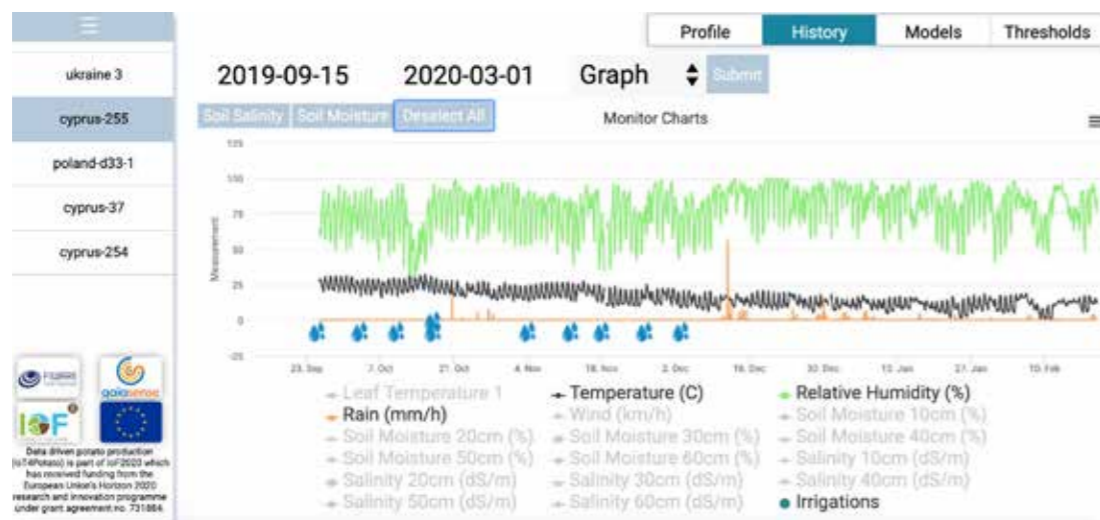 Profile
History
Models
Thresholds
ukraine 3
cyprus-255
poland-d33-1
cyprus-37
cyprus-254
2019-09-15
2020-03-01
Graph
Submit
Soil Salinity
Soil Moisture
Deselect All
Monitor Charts
Measurement
125
100
75
50
25
0
-25
23. Sep
7. Oct
21. Oct
4. Nov
18. Nov
2. Dec
16. Dec
30. Dec
13. Jan
27. Jan
10. Feb
Leaf Temperature 1
Temperature (C)
Relative Humidity (%)
Rain (mm/h)
Wind (km/h)
Soil Moisture 10cm (%)
Soil Moisture 20cm (%)
Soil Moisture 30cm (%)
Soil Moisture 40cm (%)
Soil Moisture 50cm (%)
Soil Moisture 60cm (%)
Salinity 10cm (dS/m)
Salinity 20cm (dS/m)
Salinity 30cm (dS/m)
Salinity 40cm (dS/m)
Salinity 50cm (dS/m)
Salinity 60cm (dS/m)
Irrigations
gaiasense
IoF
Data driven potato production
(IoT4Potato) is part of IoF2020 which
has received funding from the
European Union's Horizon 2020
research and innovation programme
under grant agreement no. 731884.